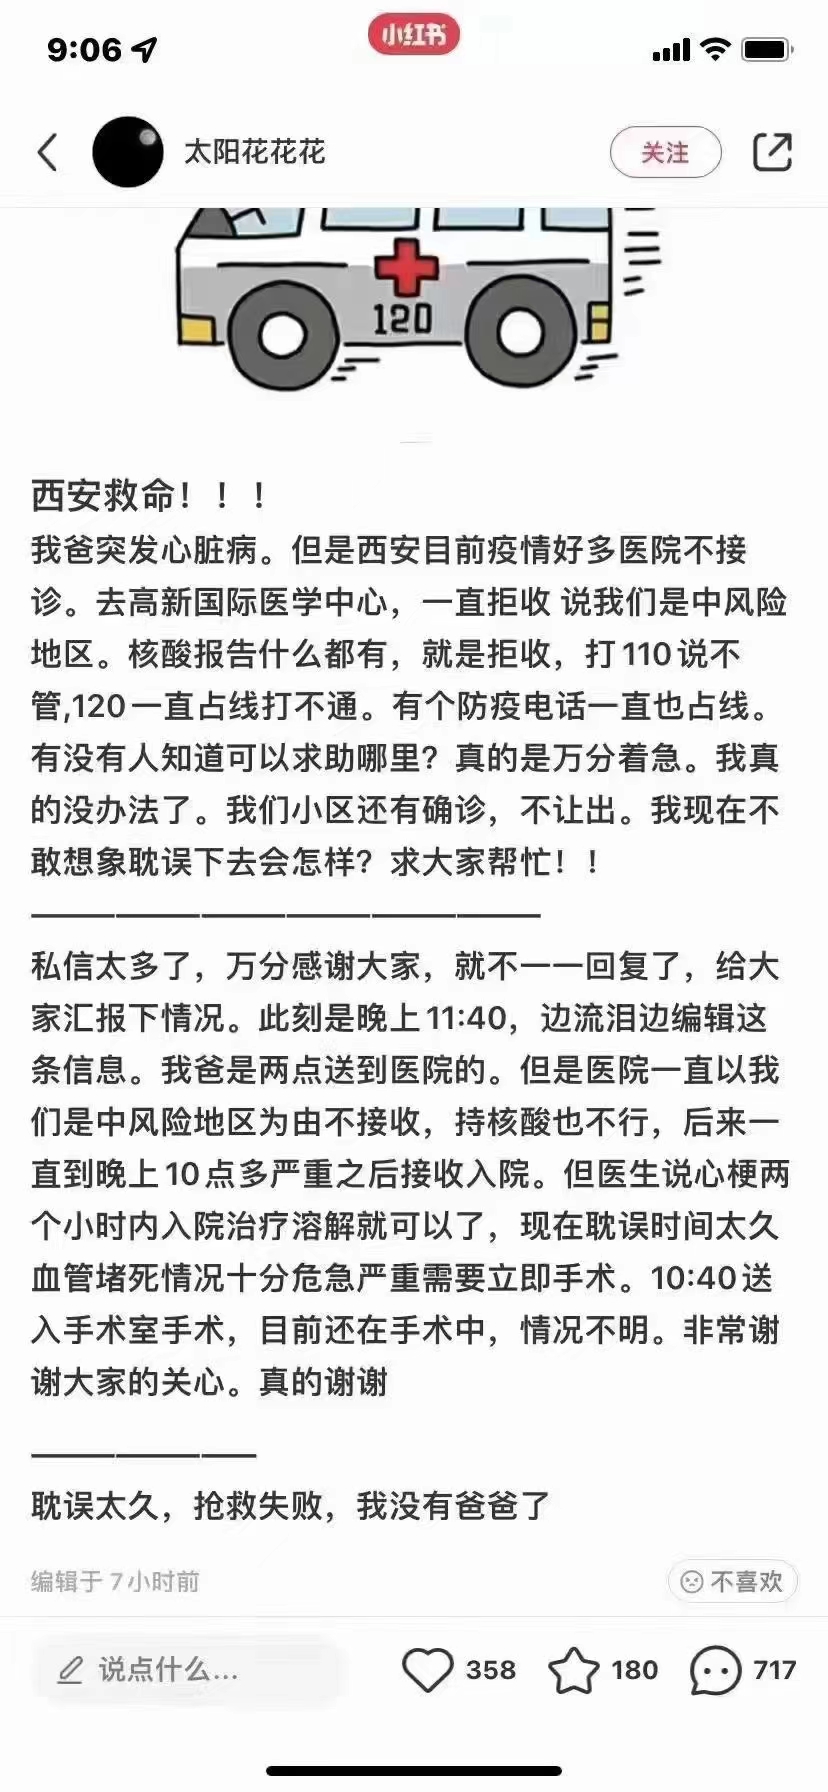 9:06
小红书
太阳花花花
关注
120
西安救命！！！
我爸突发心脏病。但是西安目前疫情好多医院不接
诊。去高新国际医学中心，一直拒收 说我们是中风险
地区。核酸报告什么都有，就是拒收，打110说不
管,120一直占线打不通。有个防疫电话一直也占线。
有没有人知道可以求助哪里？真的是万分着急。我真
的没办法了。我们小区还有确诊，不让出。我现在不
敢想象耽误下去会怎样？求大家帮忙！！
——————————————————
私信太多了，万分感谢大家，就不一一回复了，给大
家汇报下情况。此刻是晚上11:40，边流泪边编辑这
条信息。我爸是两点送到医院的。但是医院一直以我
们是中风险地区为由不接收，持核酸也不行，后来一
直到晚上10点多严重之后接收入院。但医生说心梗两
个小时内入院治疗溶解就可以了，现在耽误时间太久
血管堵死情况十分危急严重需要立即手术。10:40送
入手术室手术，目前还在手术中，情况不明。非常谢
谢大家的关心。真的谢谢
————————
耽误太久，抢救失败，我没有爸爸了
编辑于 7小时前
不喜欢
说点什么...
358
180
717